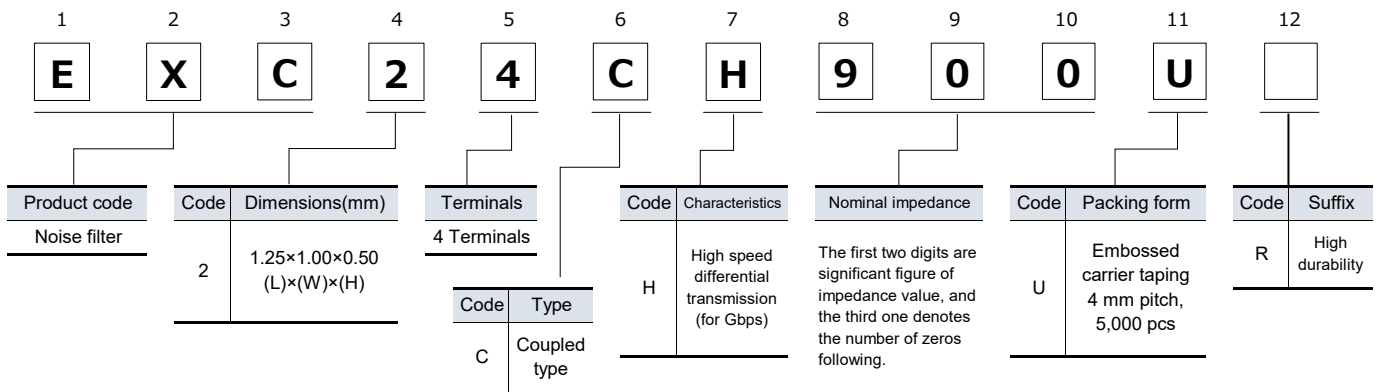 1 2 3 4 5 6 7 8 9 10 11 12
E X C 2 4 C H 9 0 0 U
Product code
Noise filter
Code Dimensions(mm)
2
1.25×1.00×0.50
(L)×(W)×(H)
Terminals
4 Terminals
Code Type
C
Coupled
type
Code Characteristics
H
High speed
differential
transmission
(for Gbps)
Nominal impedance
The first two digits are
significant figure of
impedance value, and
the third one denotes
the number of zeros
following.
Code Packing form
U
Embossed
carrier taping
4 mm pitch,
5,000 pcs
Code Suffix
R
High
durability